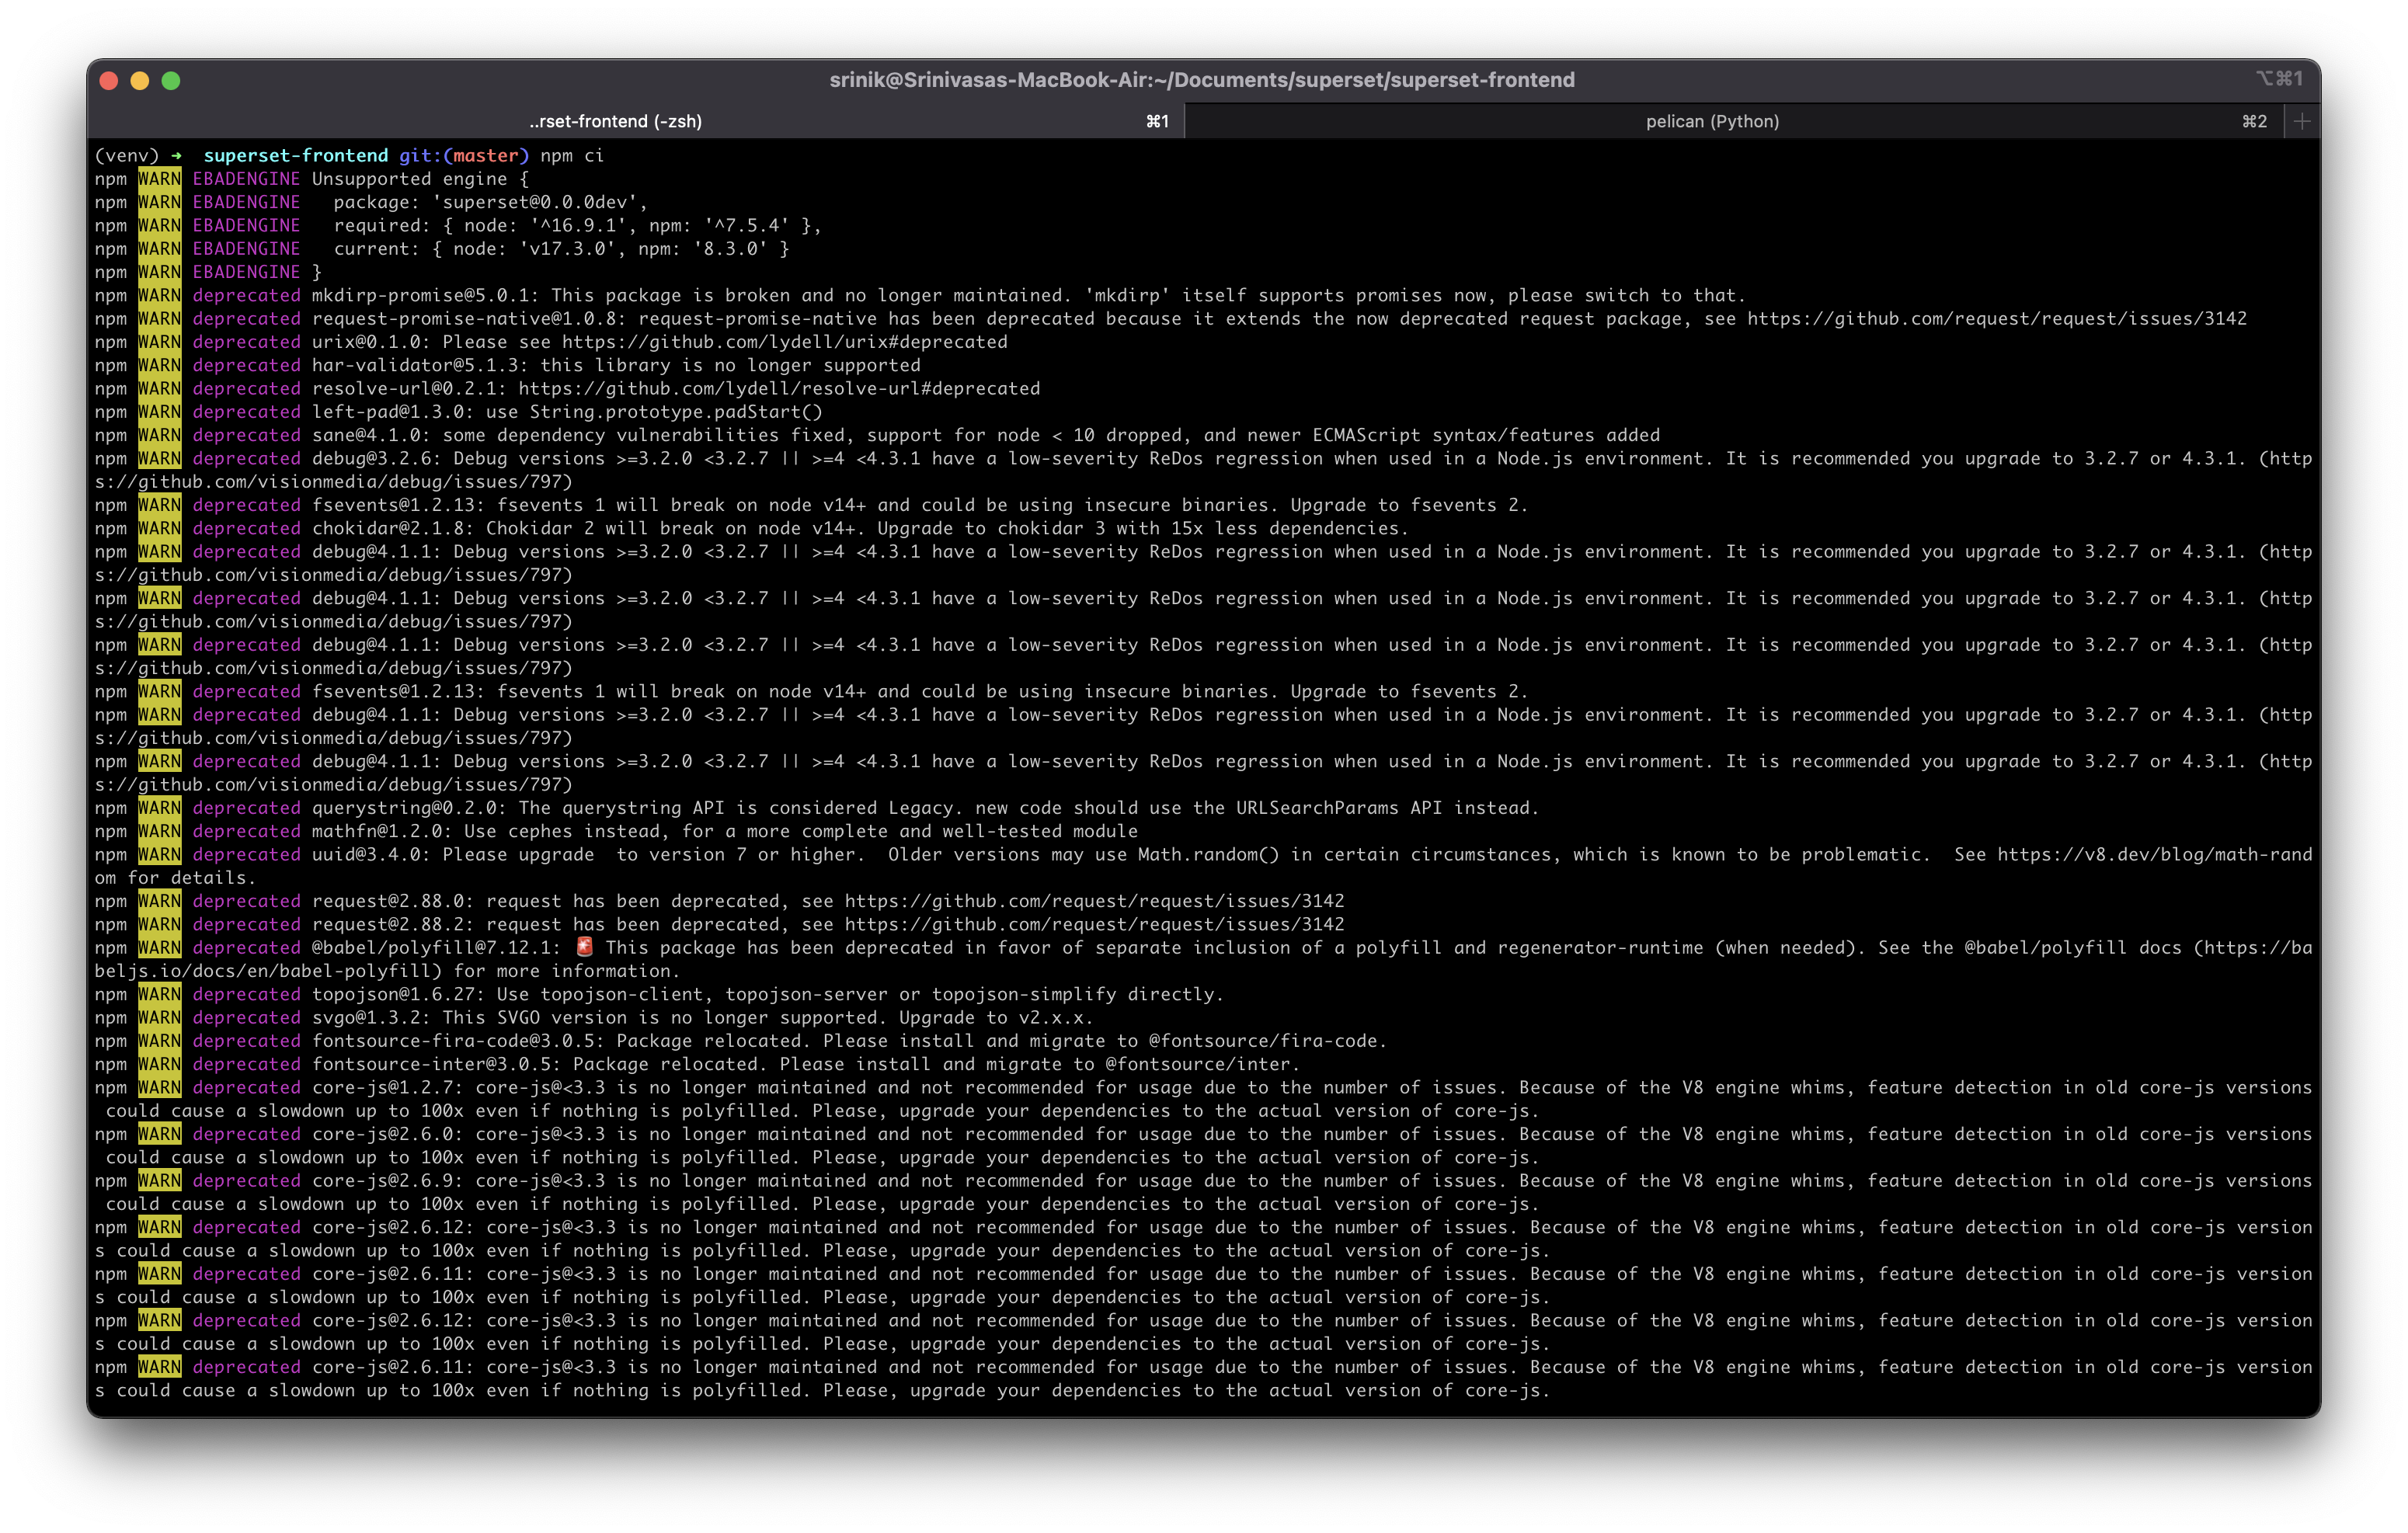 srinik@Srinivasas-MacBook-Air:~/Documents/superset/superset-frontend
⌥⌘1
..rset-frontend (-zsh)
⌘1
pelican (Python)
⌘2
(venv) ➜  superset-frontend git:(master) npm ci
npm WARN EBADENGINE Unsupported engine {
npm WARN EBADENGINE   package: 'superset@0.0.0dev',
npm WARN EBADENGINE   required: { node: '^16.9.1', npm: '^7.5.4' },
npm WARN EBADENGINE   current: { node: 'v17.3.0', npm: '8.3.0' }
npm WARN EBADENGINE }
npm WARN deprecated mkdirp-promise@5.0.1: This package is broken and no longer maintained. 'mkdirp' itself supports promises now, please switch to that.
npm WARN deprecated request-promise-native@1.0.8: request-promise-native has been deprecated because it extends the now deprecated request package, see https://github.com/request/request/issues/3142
npm WARN deprecated urix@0.1.0: Please see https://github.com/lydell/urix#deprecated
npm WARN deprecated har-validator@5.1.3: this library is no longer supported
npm WARN deprecated resolve-url@0.2.1: https://github.com/lydell/resolve-url#deprecated
npm WARN deprecated left-pad@1.3.0: use String.prototype.padStart()
npm WARN deprecated sane@4.1.0: some dependency vulnerabilities fixed, support for node < 10 dropped, and newer ECMAScript syntax/features added
npm WARN deprecated debug@3.2.6: Debug versions >=3.2.0 <3.2.7 || >=4 <4.3.1 have a low-severity ReDos regression when used in a Node.js environment. It is recommended you upgrade to 3.2.7 or 4.3.1. (http
s://github.com/visionmedia/debug/issues/797)
npm WARN deprecated fsevents@1.2.13: fsevents 1 will break on node v14+ and could be using insecure binaries. Upgrade to fsevents 2.
npm WARN deprecated chokidar@2.1.8: Chokidar 2 will break on node v14+. Upgrade to chokidar 3 with 15x less dependencies.
npm WARN deprecated debug@4.1.1: Debug versions >=3.2.0 <3.2.7 || >=4 <4.3.1 have a low-severity ReDos regression when used in a Node.js environment. It is recommended you upgrade to 3.2.7 or 4.3.1. (http
s://github.com/visionmedia/debug/issues/797)
npm WARN deprecated debug@4.1.1: Debug versions >=3.2.0 <3.2.7 || >=4 <4.3.1 have a low-severity ReDos regression when used in a Node.js environment. It is recommended you upgrade to 3.2.7 or 4.3.1. (http
s://github.com/visionmedia/debug/issues/797)
npm WARN deprecated debug@4.1.1: Debug versions >=3.2.0 <3.2.7 || >=4 <4.3.1 have a low-severity ReDos regression when used in a Node.js environment. It is recommended you upgrade to 3.2.7 or 4.3.1. (http
s://github.com/visionmedia/debug/issues/797)
npm WARN deprecated fsevents@1.2.13: fsevents 1 will break on node v14+ and could be using insecure binaries. Upgrade to fsevents 2.
npm WARN deprecated debug@4.1.1: Debug versions >=3.2.0 <3.2.7 || >=4 <4.3.1 have a low-severity ReDos regression when used in a Node.js environment. It is recommended you upgrade to 3.2.7 or 4.3.1. (http
s://github.com/visionmedia/debug/issues/797)
npm WARN deprecated debug@4.1.1: Debug versions >=3.2.0 <3.2.7 || >=4 <4.3.1 have a low-severity ReDos regression when used in a Node.js environment. It is recommended you upgrade to 3.2.7 or 4.3.1. (http
s://github.com/visionmedia/debug/issues/797)
npm WARN deprecated querystring@0.2.0: The querystring API is considered Legacy. new code should use the URLSearchParams API instead.
npm WARN deprecated mathfn@1.2.0: Use cephes instead, for a more complete and well-tested module
npm WARN deprecated uuid@3.4.0: Please upgrade  to version 7 or higher.  Older versions may use Math.random() in certain circumstances, which is known to be problematic.  See https://v8.dev/blog/math-rand
om for details.
npm WARN deprecated request@2.88.0: request has been deprecated, see https://github.com/request/request/issues/3142
npm WARN deprecated request@2.88.2: request has been deprecated, see https://github.com/request/request/issues/3142
npm WARN deprecated @babel/polyfill@7.12.1: 🚨 This package has been deprecated in favor of separate inclusion of a polyfill and regenerator-runtime (when needed). See the @babel/polyfill docs (https://ba
beljs.io/docs/en/babel-polyfill) for more information.
npm WARN deprecated topojson@1.6.27: Use topojson-client, topojson-server or topojson-simplify directly.
npm WARN deprecated svgo@1.3.2: This SVGO version is no longer supported. Upgrade to v2.x.x.
npm WARN deprecated fontsource-fira-code@3.0.5: Package relocated. Please install and migrate to @fontsource/fira-code.
npm WARN deprecated fontsource-inter@3.0.5: Package relocated. Please install and migrate to @fontsource/inter.
npm WARN deprecated core-js@1.2.7: core-js@<3.3 is no longer maintained and not recommended for usage due to the number of issues. Because of the V8 engine whims, feature detection in old core-js versions
 could cause a slowdown up to 100x even if nothing is polyfilled. Please, upgrade your dependencies to the actual version of core-js.
npm WARN deprecated core-js@2.6.0: core-js@<3.3 is no longer maintained and not recommended for usage due to the number of issues. Because of the V8 engine whims, feature detection in old core-js versions
 could cause a slowdown up to 100x even if nothing is polyfilled. Please, upgrade your dependencies to the actual version of core-js.
npm WARN deprecated core-js@2.6.9: core-js@<3.3 is no longer maintained and not recommended for usage due to the number of issues. Because of the V8 engine whims, feature detection in old core-js versions
 could cause a slowdown up to 100x even if nothing is polyfilled. Please, upgrade your dependencies to the actual version of core-js.
npm WARN deprecated core-js@2.6.12: core-js@<3.3 is no longer maintained and not recommended for usage due to the number of issues. Because of the V8 engine whims, feature detection in old core-js version
s could cause a slowdown up to 100x even if nothing is polyfilled. Please, upgrade your dependencies to the actual version of core-js.
npm WARN deprecated core-js@2.6.11: core-js@<3.3 is no longer maintained and not recommended for usage due to the number of issues. Because of the V8 engine whims, feature detection in old core-js version
s could cause a slowdown up to 100x even if nothing is polyfilled. Please, upgrade your dependencies to the actual version of core-js.
npm WARN deprecated core-js@2.6.12: core-js@<3.3 is no longer maintained and not recommended for usage due to the number of issues. Because of the V8 engine whims, feature detection in old core-js version
s could cause a slowdown up to 100x even if nothing is polyfilled. Please, upgrade your dependencies to the actual version of core-js.
npm WARN deprecated core-js@2.6.11: core-js@<3.3 is no longer maintained and not recommended for usage due to the number of issues. Because of the V8 engine whims, feature detection in old core-js version
s could cause a slowdown up to 100x even if nothing is polyfilled. Please, upgrade your dependencies to the actual version of core-js.